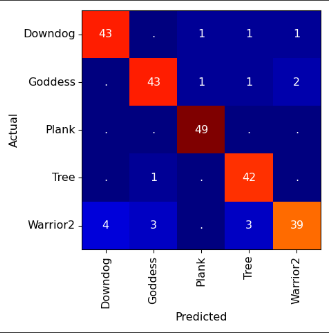 Downdog 43 . 1 1 1
Goddess . 43 1 1 2
Plank . . 49 . .
Tree . 1 . 42 .
Warrior2 4 3 . 3 39
Actual
Downdog Goddess Plank Tree Warrior2
Predicted